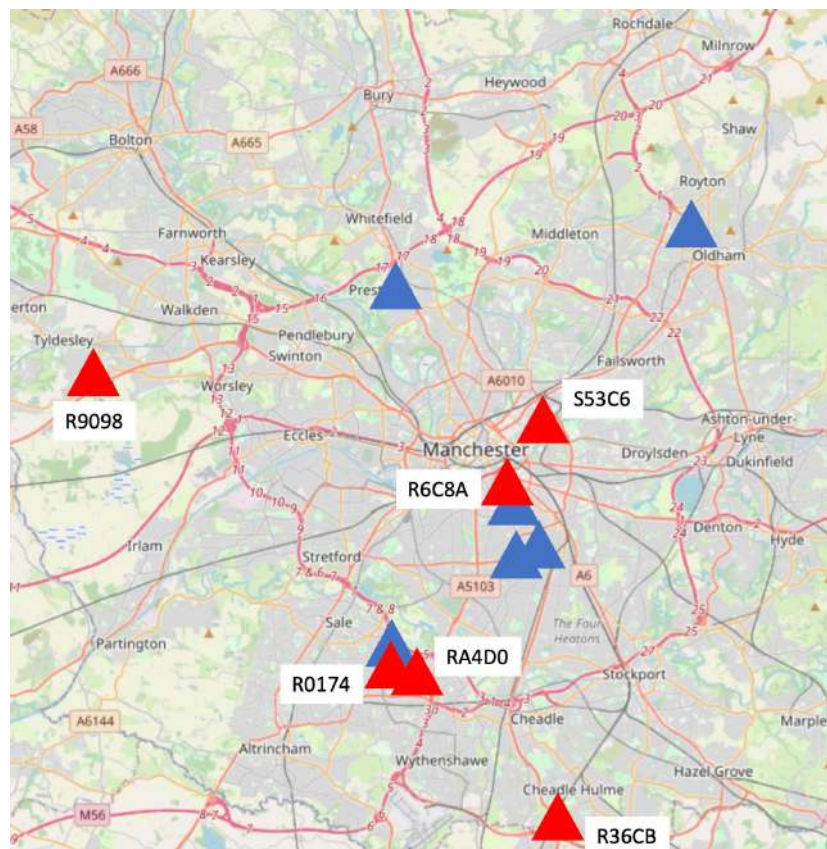 Rochdale
Milnrow
A666
Heywood
Bury
A58
Bolton
A665
Shaw
Royton
Whitefield
Middleton
Farnworth
Kearsley
Oldham
Walkden
Pendlebury
Swinton
Tyldesley
Failsworth
Worsley
A6010
R9098
S53C6
Ashton-under-
Lyne
Eccles
Manchester
Droylsden
Dukinfield
R6C8A
Denton
Hyde
Irlam
Stretford
A5103
A6
Sale
The Four
Heatons
Partington
RA4D0
R0174
Stockport
A6144
Cheadle
Marple
Altrincham
Wythenshawe
Hazel Grove
Cheadle Hulme
M56
R36CB